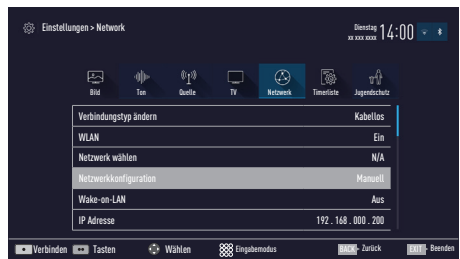 Einstellungen > Network
Dienstag 14:00
xx xxx xxxx
Bild Ton Quelle TV Netzwerk Timerliste Jugendschutz
Verbindungstyp ändern Kabellos
WLAN Ein
Netzwerk wählen N/A
Netzwerkkonfiguration Manuell
Wake-on-LAN Aus
IP Adresse 192 . 168 . 000 . 200
Verbinden Tasten Wählen Eingabemodus BACK - Zurück EXIT - Beenden